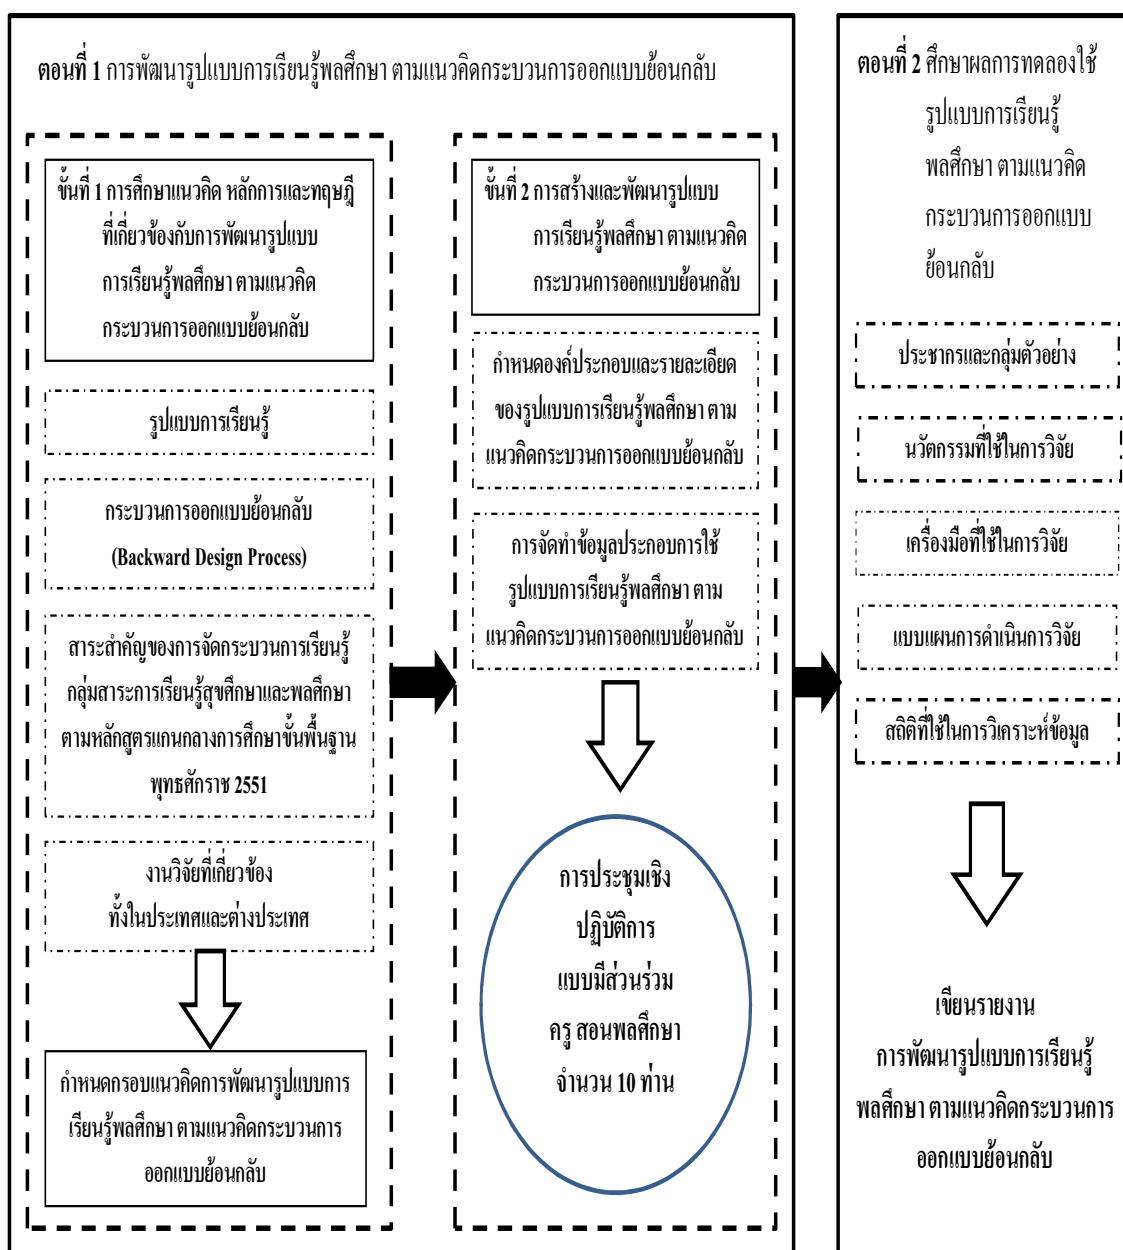 ตอนที่ 1 การพัฒนารูปแบบการเรียนรู้พลศึกษา ตามแนวคิดกระบวนการออกแบบย้อนกลับ
ขั้นที่ 1 การศึกษาแนวคิด หลักการและทฤษฎี
ที่เกี่ยวข้องกับการพัฒนารูปแบบ
การเรียนรู้พลศึกษา ตามแนวคิด
กระบวนการออกแบบย้อนกลับ
รูปแบบการเรียนรู้
กระบวนการออกแบบย้อนกลับ
(Backward Design Process)
สาระสำคัญของการจัดกระบวนการเรียนรู้
กลุ่มสาระการเรียนรู้สุขศึกษาและพลศึกษา
ตามหลักสูตรแกนกลางการศึกษาขั้นพื้นฐาน
พุทธศักราช 2551
งานวิจัยที่เกี่ยวข้อง
ทั้งในประเทศและต่างประเทศ
กำหนดกรอบแนวคิดการพัฒนารูปแบบการ
เรียนรู้พลศึกษา ตามแนวคิดกระบวนการ
ออกแบบย้อนกลับ
ขั้นที่ 2 การสร้างและพัฒนารูปแบบ
การเรียนรู้พลศึกษา ตามแนวคิด
กระบวนการออกแบบย้อนกลับ
กำหนดองค์ประกอบและรายละเอียด
ของรูปแบบการเรียนรู้พลศึกษา ตาม
แนวคิดกระบวนการออกแบบย้อนกลับ
การจัดทำข้อมูลประกอบการใช้
รูปแบบการเรียนรู้พลศึกษา ตาม
แนวคิดกระบวนการออกแบบย้อนกลับ
การประชุมเชิง
ปฏิบัติการ
แบบมีส่วนร่วม
ครู สอนพลศึกษา
จำนวน 10 ท่าน
ตอนที่ 2 ศึกษาผลการทดลองใช้
รูปแบบการเรียนรู้
พลศึกษา ตามแนวคิด
กระบวนการออกแบบ
ย้อนกลับ
ประชากรและกลุ่มตัวอย่าง
นวัตกรรมที่ใช้ในการวิจัย
เครื่องมือที่ใช้ในการวิจัย
แบบแผนการดำเนินการวิจัย
สถิติที่ใช้ในการวิเคราะห์ข้อมูล
เขียนรายงาน
การพัฒนารูปแบบการเรียนรู้
พลศึกษา ตามแนวคิดกระบวนการ
ออกแบบย้อนกลับ